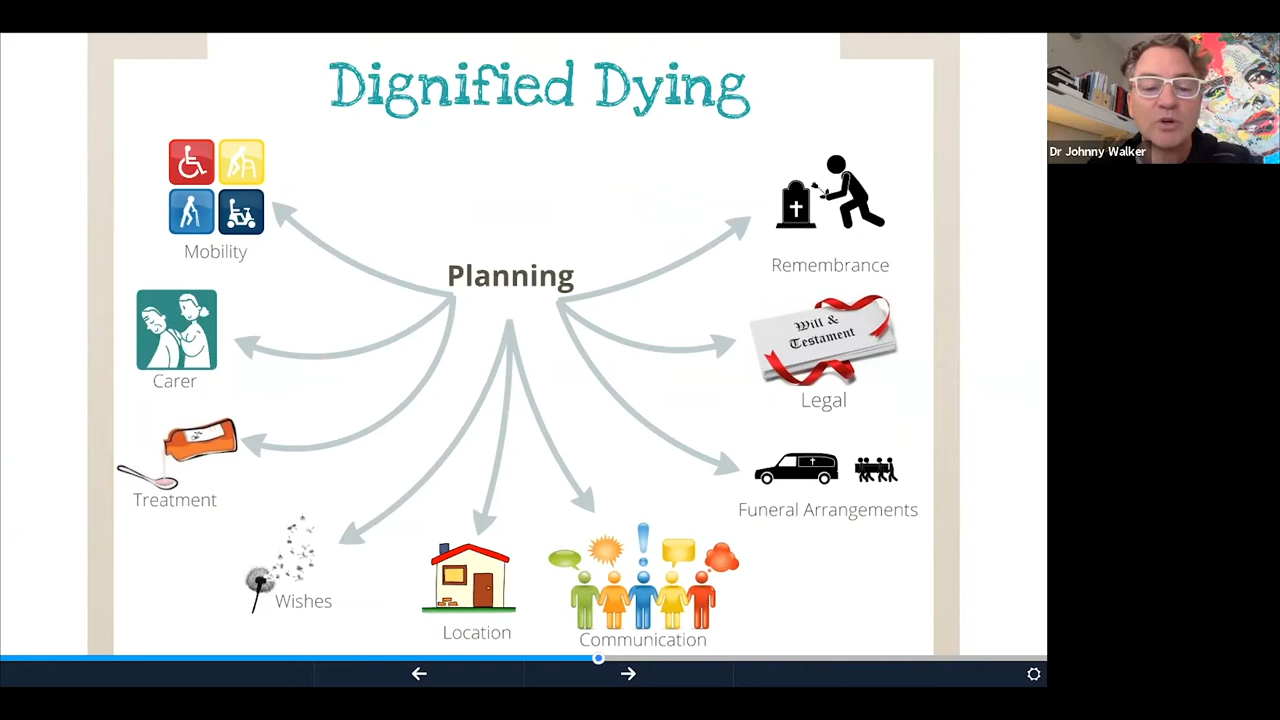 Dignified Dying
Dr Johnny Walker
Mobility
Remembrance
Planning
Will &
Testament
Carer
Legal
Treatment
Funeral Arrangements
Wishes
Location
Communication